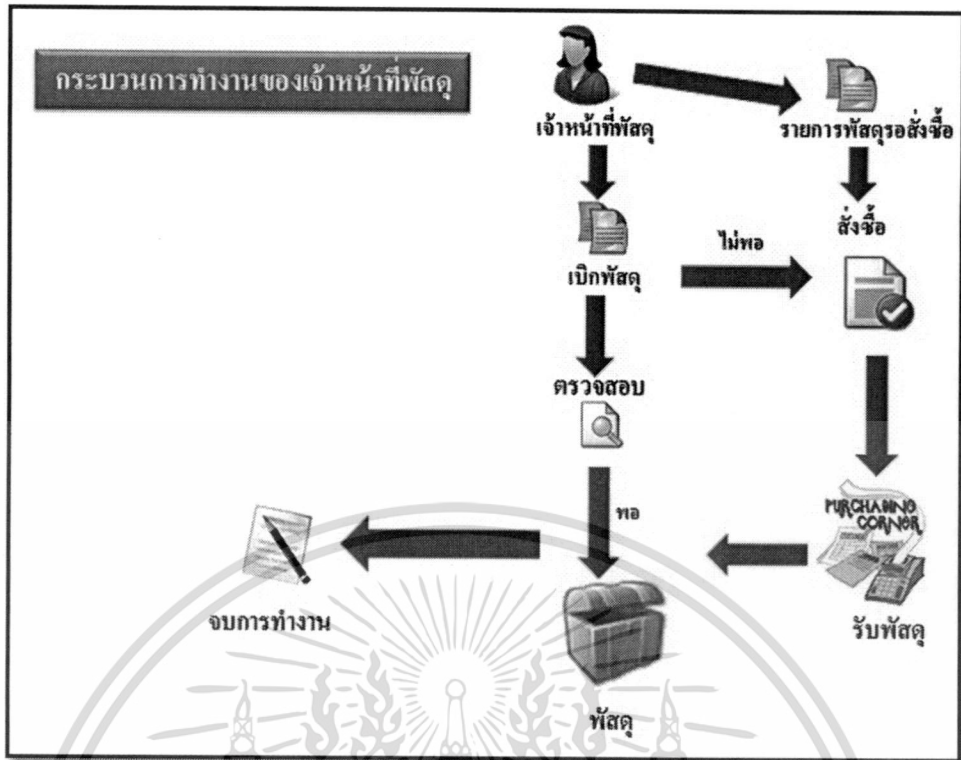 กระบวนการทำงานของเจ้าหน้าที่พัสดุ
เจ้าหน้าที่พัสดุ
รายการพัสดุรอสั่งซื้อ
สั่งซื้อ
ไม่พอ
เบิกพัสดุ
ตรวจสอบ
พอ
PURCHASING
CORNER
จบการทำงาน
รับพัสดุ
พัสดุ